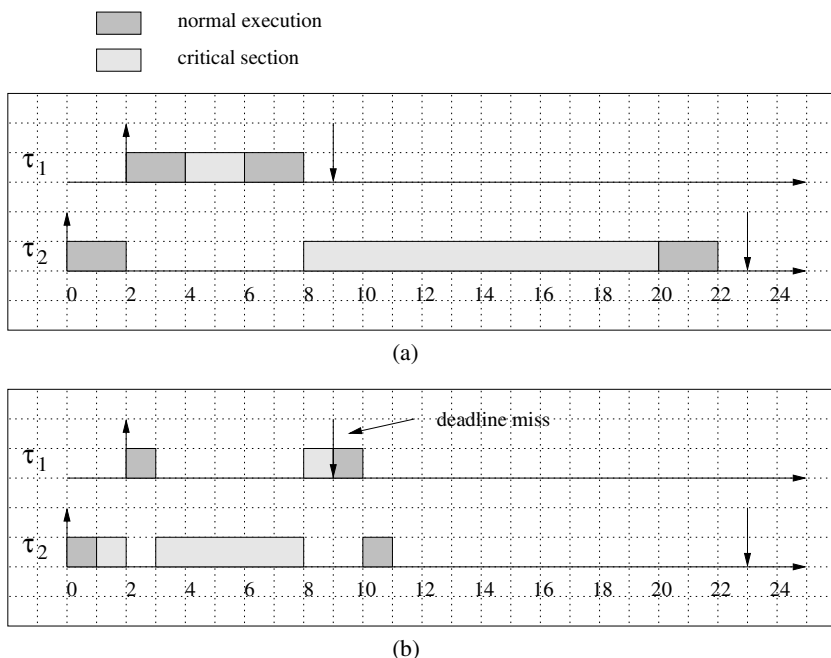 normal execution
critical section
τ1
τ2
0 2 4 6 8 10 12 14 16 18 20 22 24
(a)
deadline miss
τ1
τ2
0 2 4 6 8 10 12 14 16 18 20 22 24
(b)